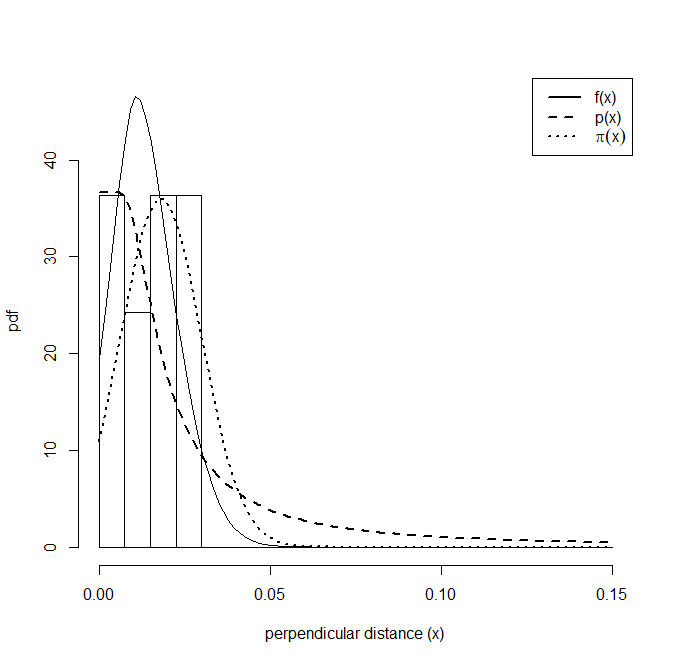 f(x)
p(x)
π(x)
40
30
20
10
0
pdf
0.00 0.05 0.10 0.15
perpendicular distance (x)